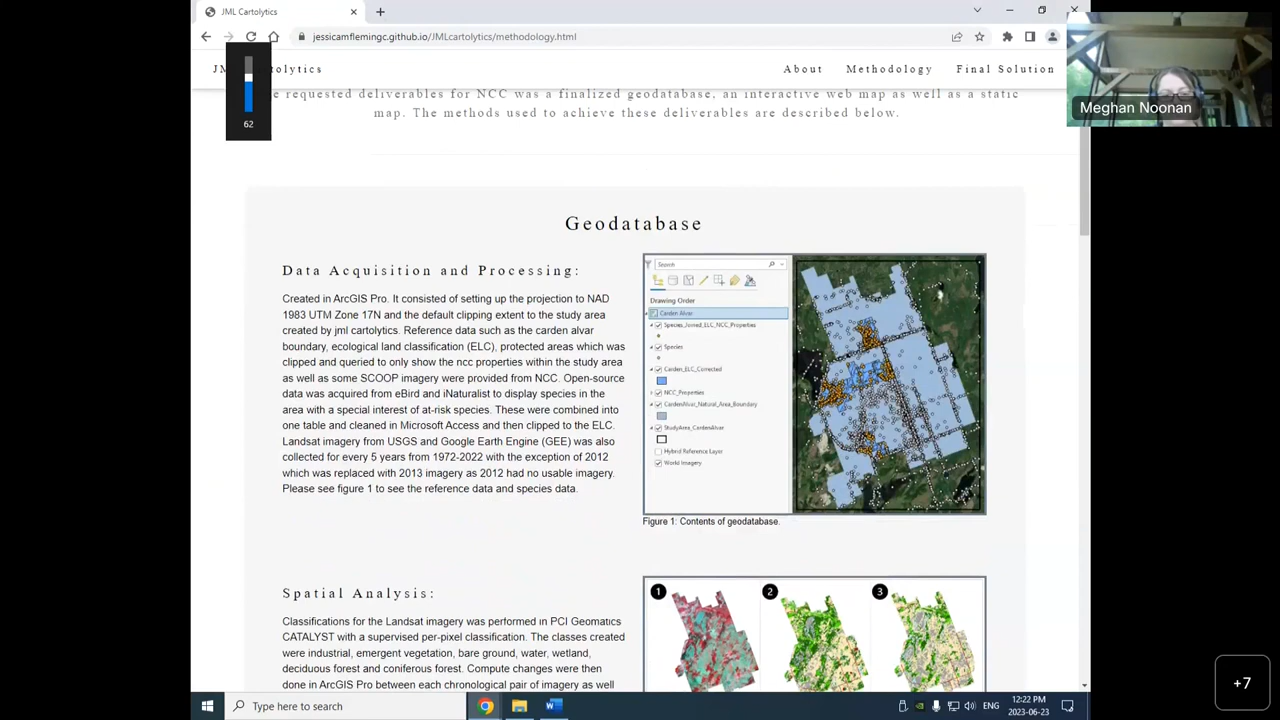 JML Cartolytics
jessicamflemingc.github.io/JMLcartolytics/methodology.html
About Methodology Final Solution
62
Meghan Noonan
requested deliverables for NCC was a finalized geodatabase, an interactive web map as well as a static
map. The methods used to achieve these deliverables are described below.
Geodatabase
Data Acquisition and Processing:
Created in ArcGIS Pro. It consisted of setting up the projection to NAD
1983 UTM Zone 17N and the default clipping extent to the study area
created by jml cartolytics. Reference data such as the carden alvar
boundary, ecological land classification (ELC), protected areas which was
clipped and queried to only show the ncc properties within the study area
as well as some SCOOP imagery were provided from NCC. Open-source
data was acquired from eBird and iNaturalist to display species in the
area with a special interest of at-risk species. These were combined into
one table and cleaned in Microsoft Access and then clipped to the ELC.
Landsat imagery from USGS and Google Earth Engine (GEE) was also
collected for every 5 years from 1972-2022 with the exception of 2012
which was replaced with 2013 imagery as 2012 had no usable imagery.
Please see figure 1 to see the reference data and species data.
Search
Drawing Order
Carden Alvar
Species_Joined_ELC_NCC_Properties
Species
Carden_ELC_Corrected
NCC_Properties
CardenAlvar_Natural_Area_Boundary
StudyArea_CardenAlvar
Hybrid Reference Layer
World Imagery
Figure 1: Contents of geodatabase.
Spatial Analysis:
Classifications for the Landsat imagery was performed in PCI Geomatics
CATALYST with a supervised per-pixel classification. The classes created
were industrial, emergent vegetation, bare ground, water, wetland,
deciduous forest and coniferous forest. Compute changes were then
done in ArcGIS Pro between each chronological pair of imagery as well
1 2 3
+7
Type here to search
ENG
12:22 PM
2023-06-23